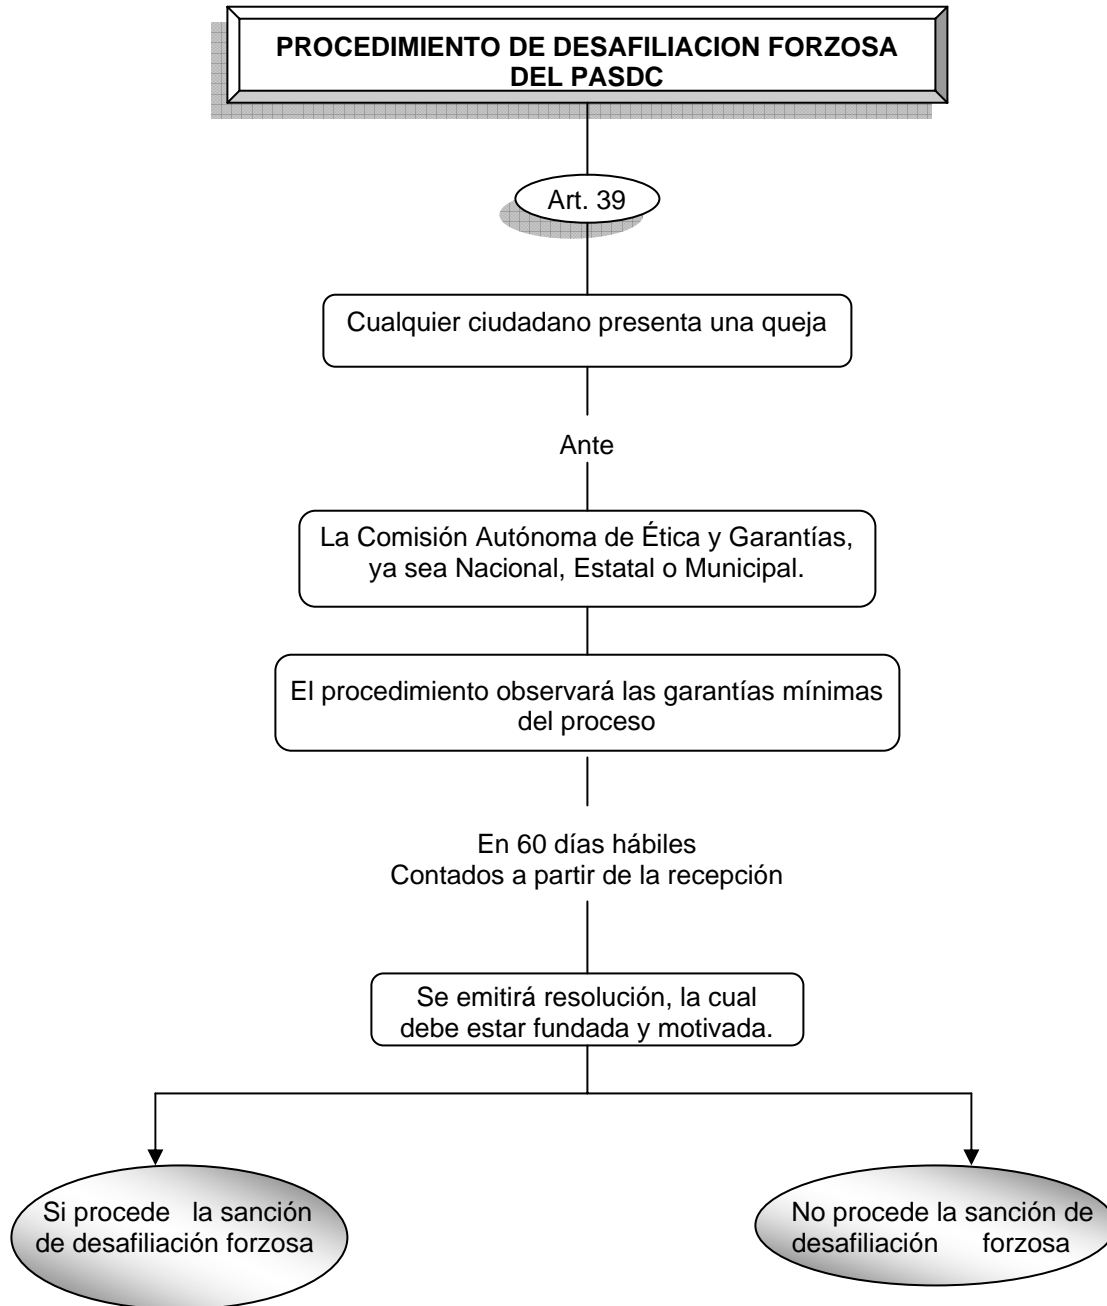 PROCEDIMIENTO DE DESAFILIACION FORZOSA
DEL PASDC
Art. 39
Cualquier ciudadano presenta una queja
Ante
La Comisión Autónoma de Ética y Garantías,
ya sea Nacional, Estatal o Municipal.
El procedimiento observará las garantías mínimas
del proceso
En 60 días hábiles
Contados a partir de la recepción
Se emitirá resolución, la cual
debe estar fundada y motivada.
Si procede la sanción
de desafiliación forzosa
No procede la sanción de
desafiliación forzosa